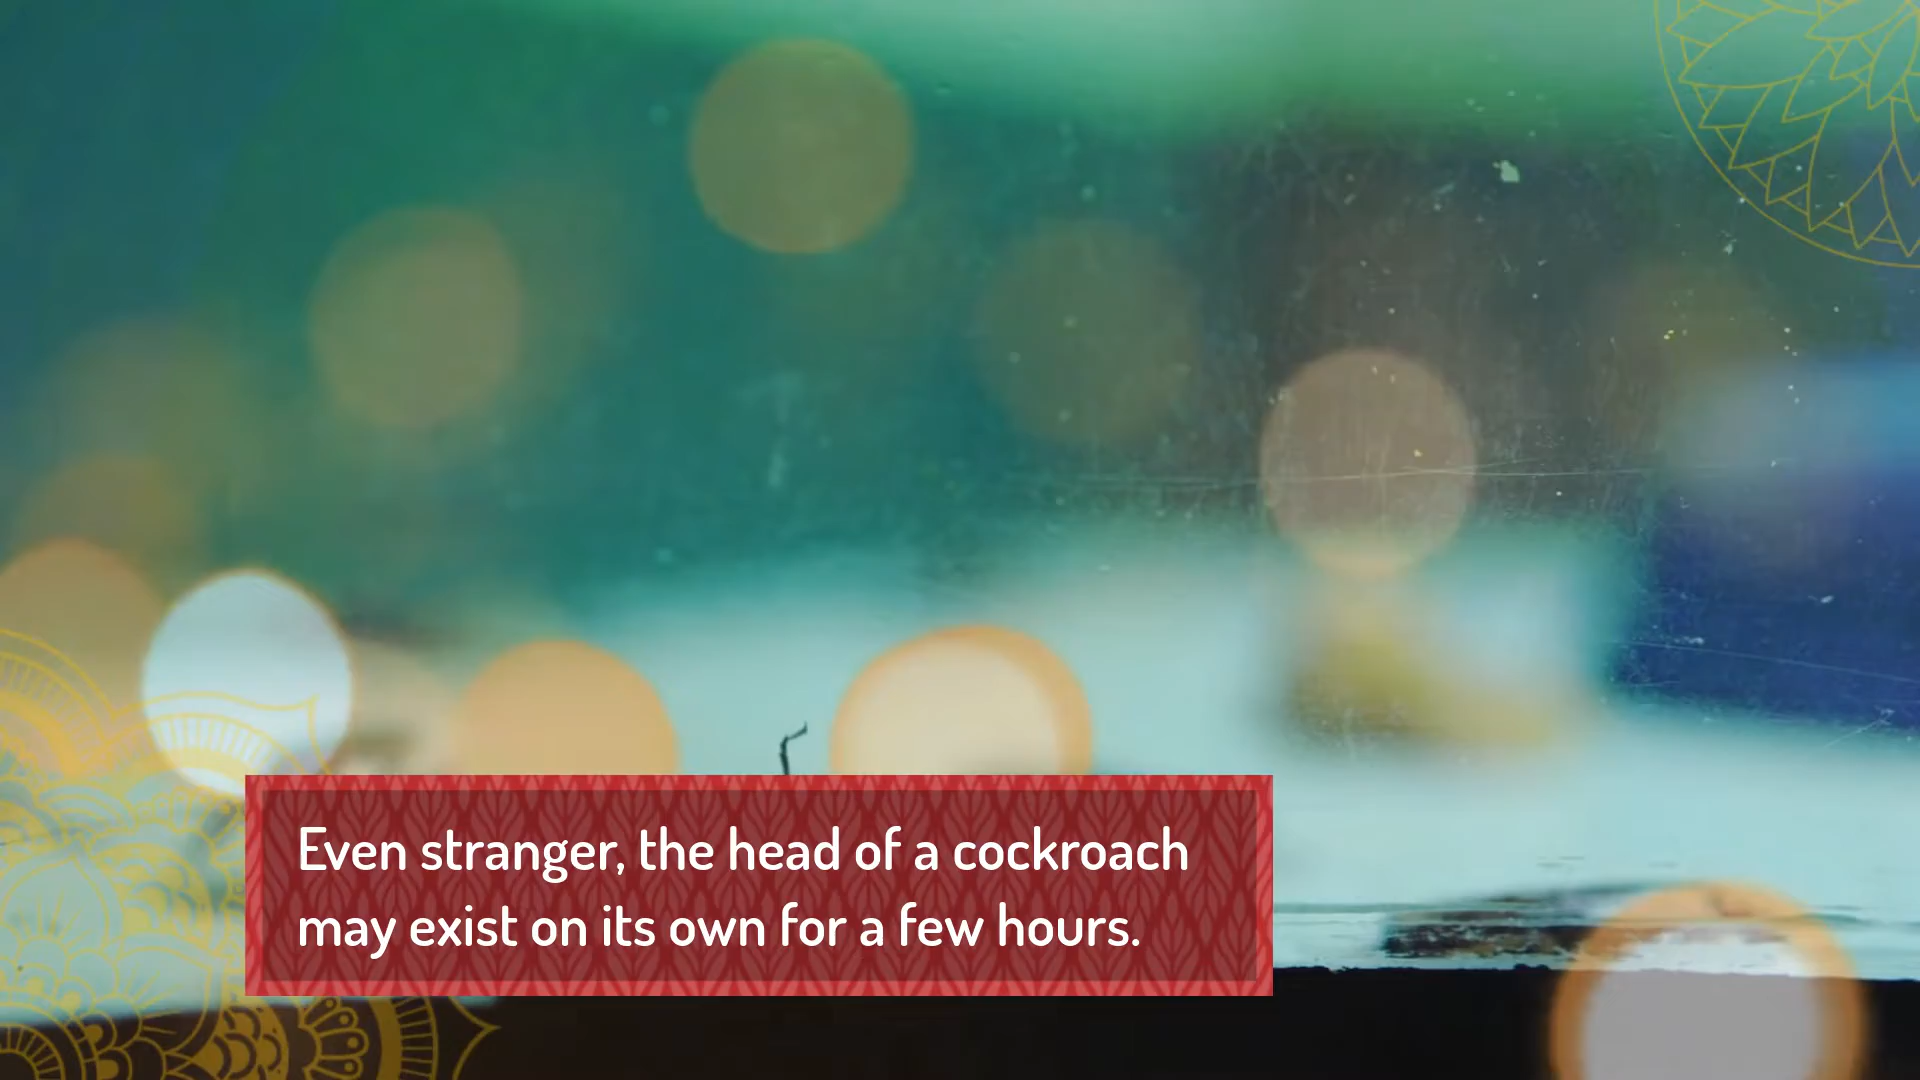 Even stranger, the head of a cockroach
may exist on its own for a few hours.